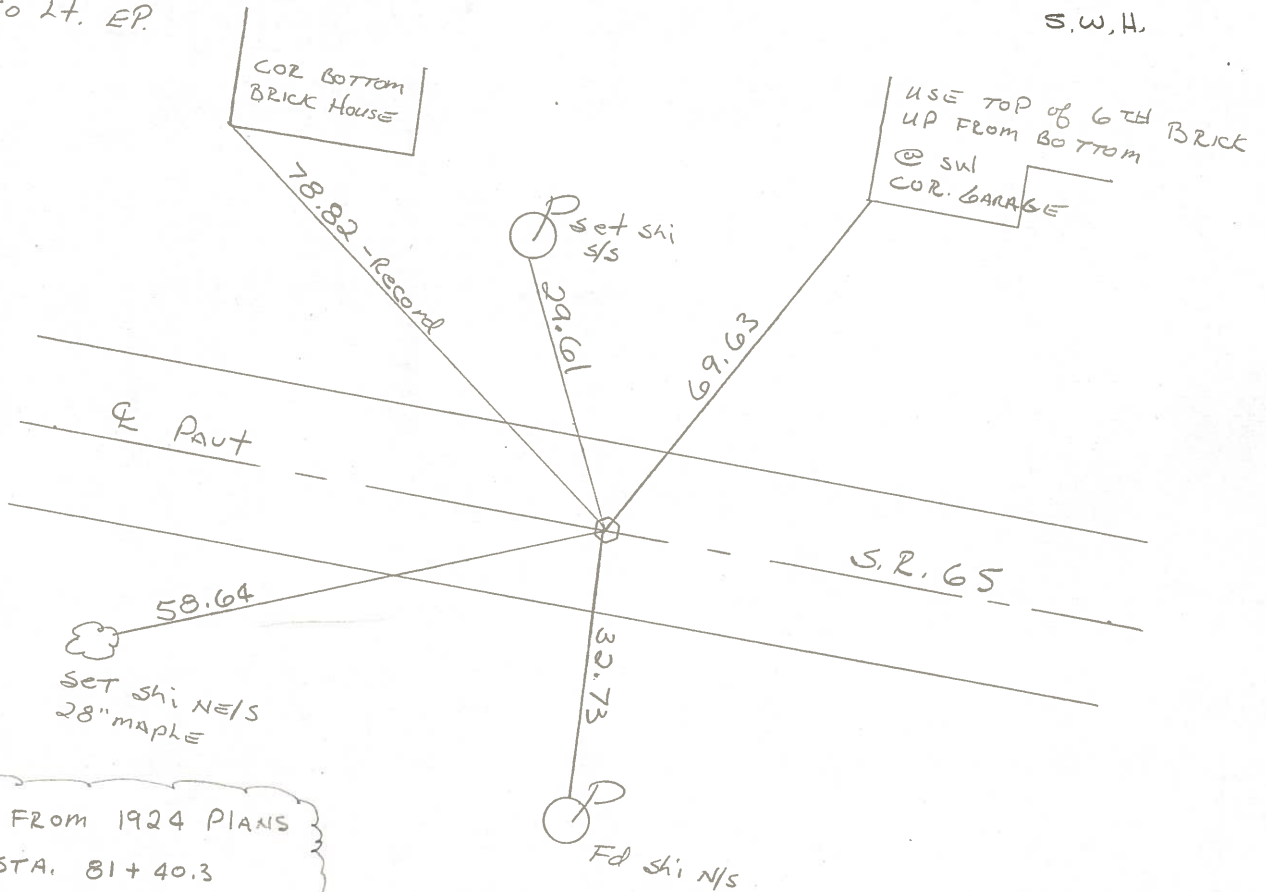 o Lt. EP.
S.W.H.
COR BOTTOM
BRICK HOUSE
USE TOP of 6TH BRICK
UP FROM BOTTOM
@ SW
COR. GARAGE
78.82 - Record
P set shi
s/s
29.61
69.63
℄ PAVT
S.R. 65
58.64
SET shi NE/S
28" MAPLE
32.73
P
Fd shi N/S
FROM 1924 PLANS
STA. 81 + 40.3